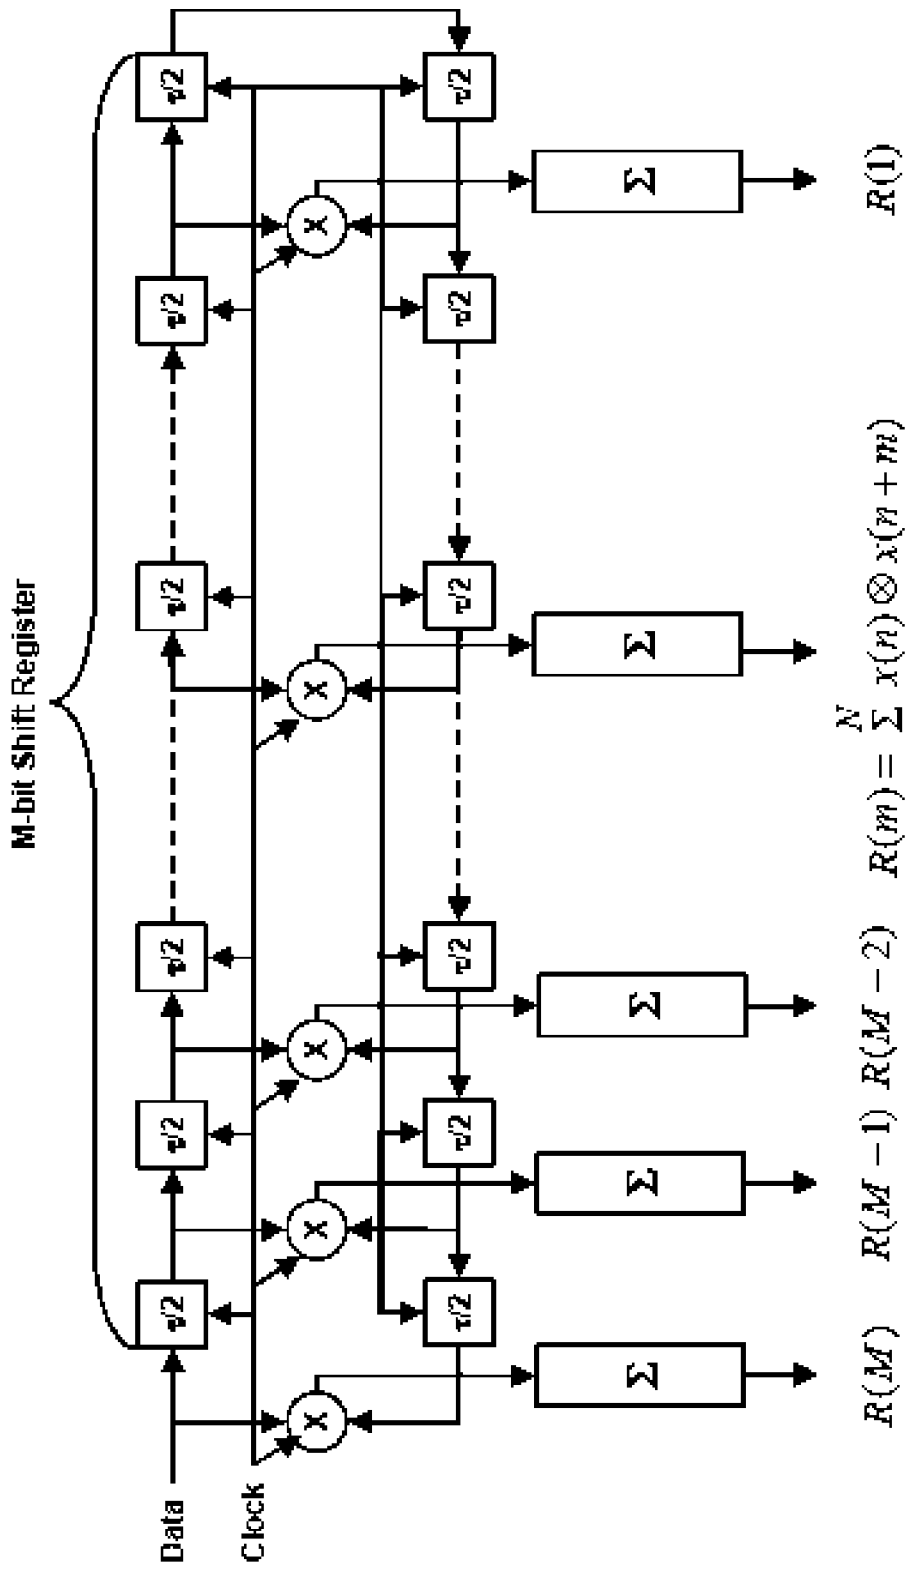 M-bit Shift Register
Data
τ/2 τ/2 τ/2 τ/2 τ/2 τ/2
Clock
X X X X X
τ/2 τ/2 τ/2 τ/2 τ/2 τ/2
Σ Σ Σ Σ Σ
R(M) R(M − 1) R(M − 2) R(m) = Σ^N x(n) ⊗ x(n + m) R(1)